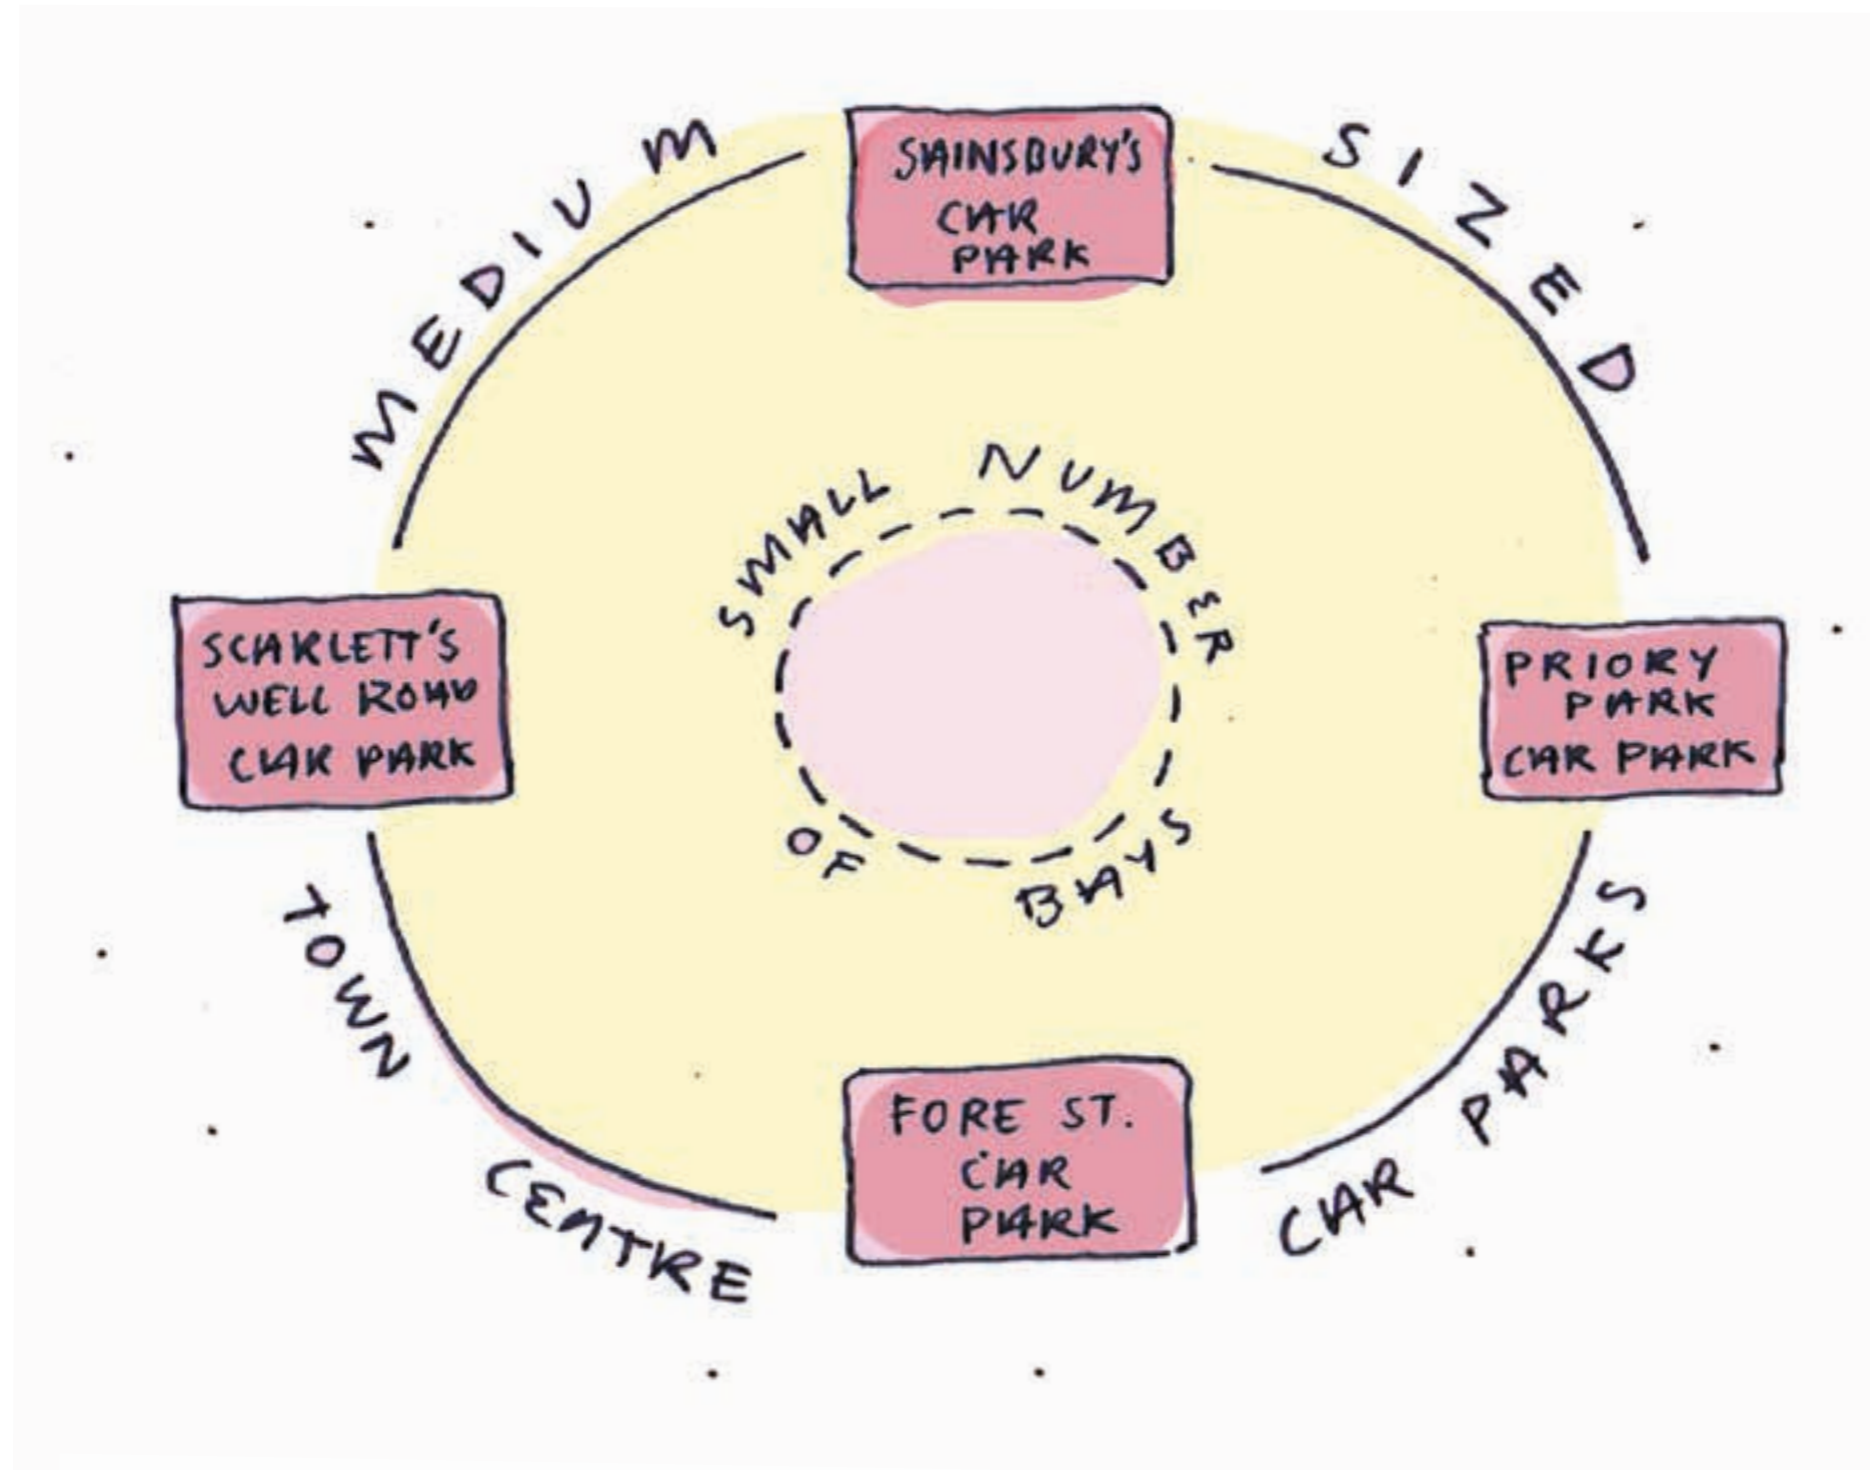 MEDIUM SIZED
SAINSBURY'S
CAR
PARK
SMALL NUMBER
OF BAYS
SCARLETT'S
WELL ROAD
CAR PARK
PRIORY
PARK
CAR PARK
TOWN CENTRE CAR PARKS
FORE ST.
CAR
PARK